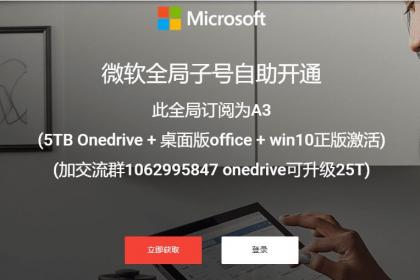 Microsoft
微软全局子号自助开通
此全局订阅为A3
(5TB Onedrive + 桌面版office + win10正版激活)
(加交流群1062995847 onedrive可升级25T)
立即获取 登录